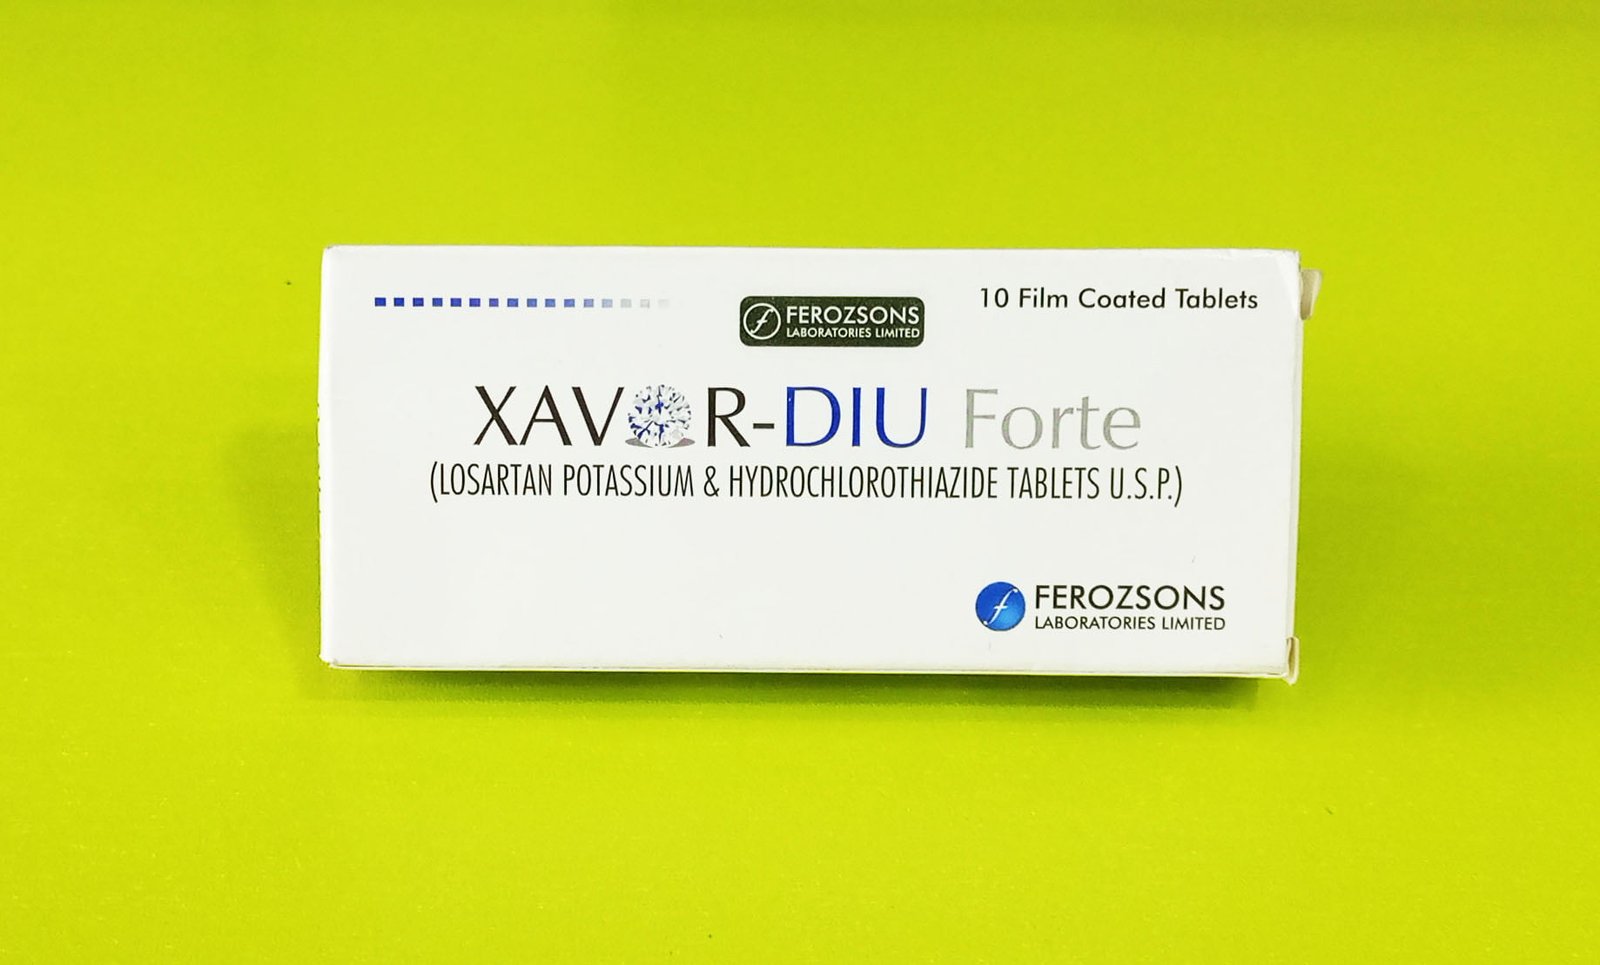 FEROZSONS
LABORATORIES LIMITED
10 Film Coated Tablets
XAVOR-DIU Forte
(LOSARTAN POTASSIUM & HYDROCHLOROTHIAZIDE TABLETS U.S.P.)
FEROZSONS
LABORATORIES LIMITED